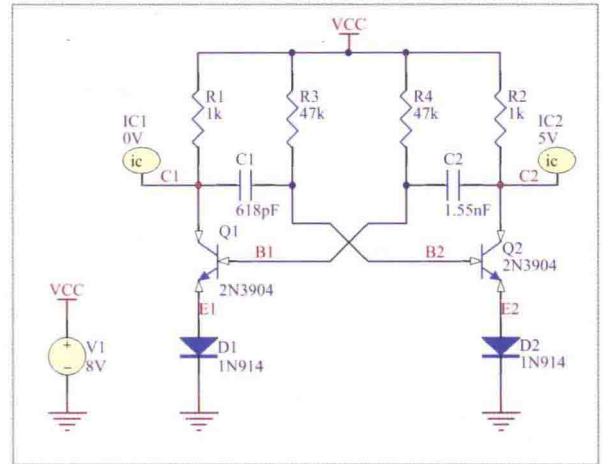 VCC
R1
1k
R3
47k
R4
47k
R2
1k
IC1
0V
ic
C1
C1
618pF
C2
1.55nF
C2
IC2
5V
ic
Q1
2N3904
B1
B2
Q2
2N3904
E1
E2
VCC
V1
8V
D1
1N914
D2
1N914